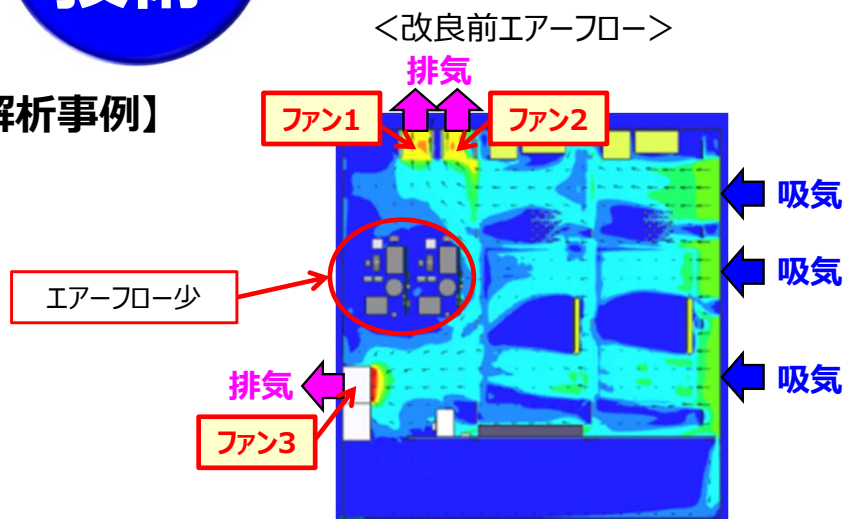 技術
＜改良前エアーフロー＞
排気
解析事例】
ファン1
ファン2
吸気
吸気
エアーフロー少
排気
吸気
ファン3